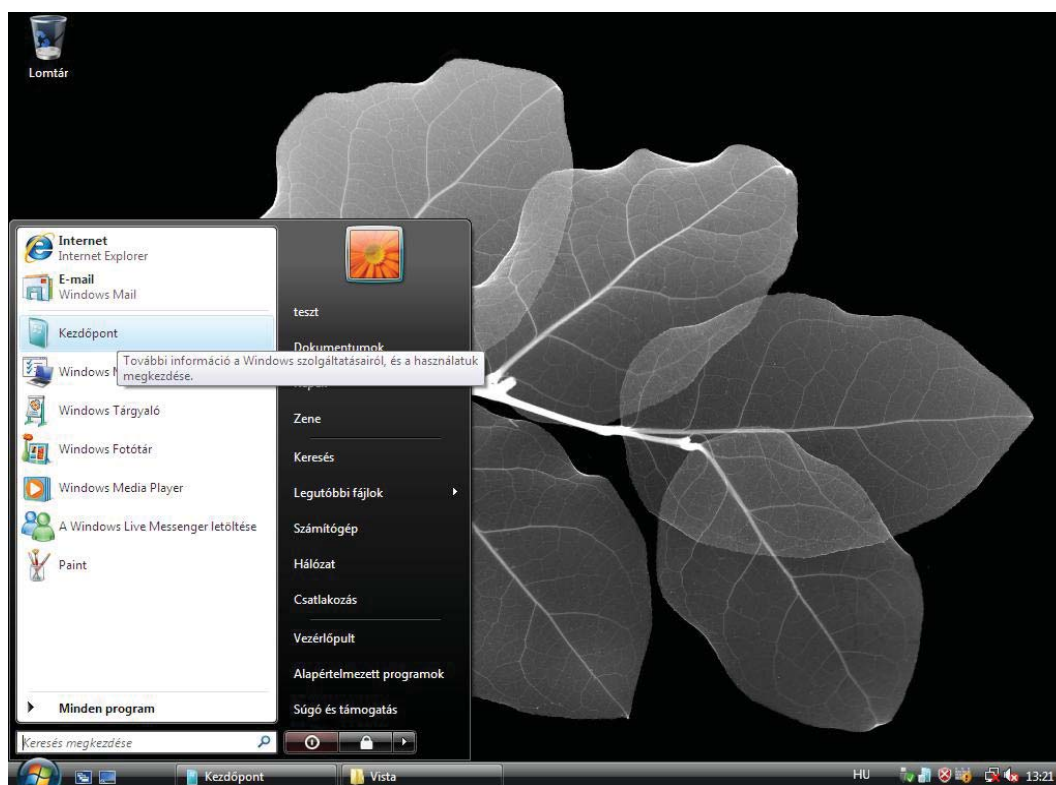 Lomtár
Internet
Internet Explorer
E-mail
Windows Mail
Kezdőpont
További információ a Windows szolgáltatásairól, és a használatuk
megkezdése.
Windows
Windows Tárgyaló
Windows Fotótár
Windows Media Player
A Windows Live Messenger letöltése
Paint
Minden program
Keresés megkezdése
teszt
Dokumentumok
Zene
Keresés
Legutóbbi fájlok
Számítógép
Hálózat
Csatlakozás
Vezérlőpult
Alapértelmezett programok
Súgó és támogatás
Kezdőpont
Vista
HU
13:21